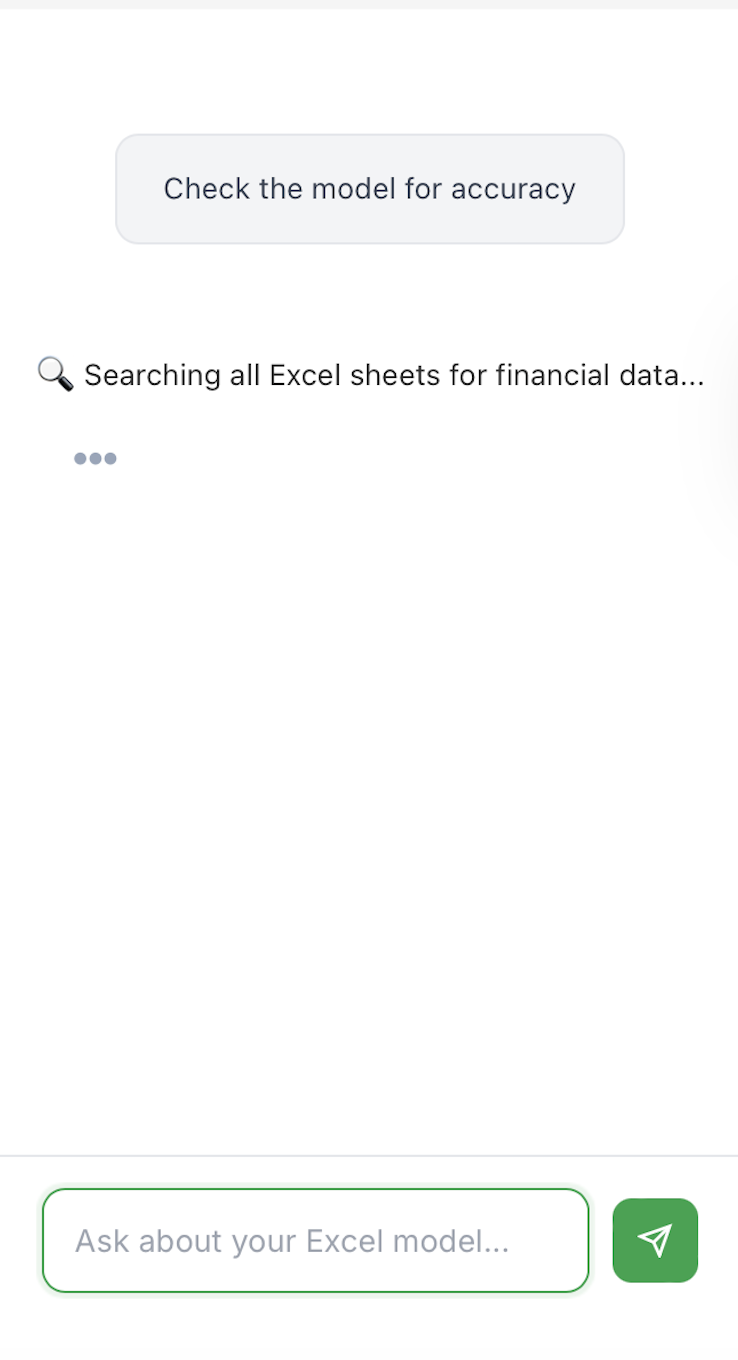 Check the model for accuracy
🔍 Searching all Excel sheets for financial data...
Ask about your Excel model...